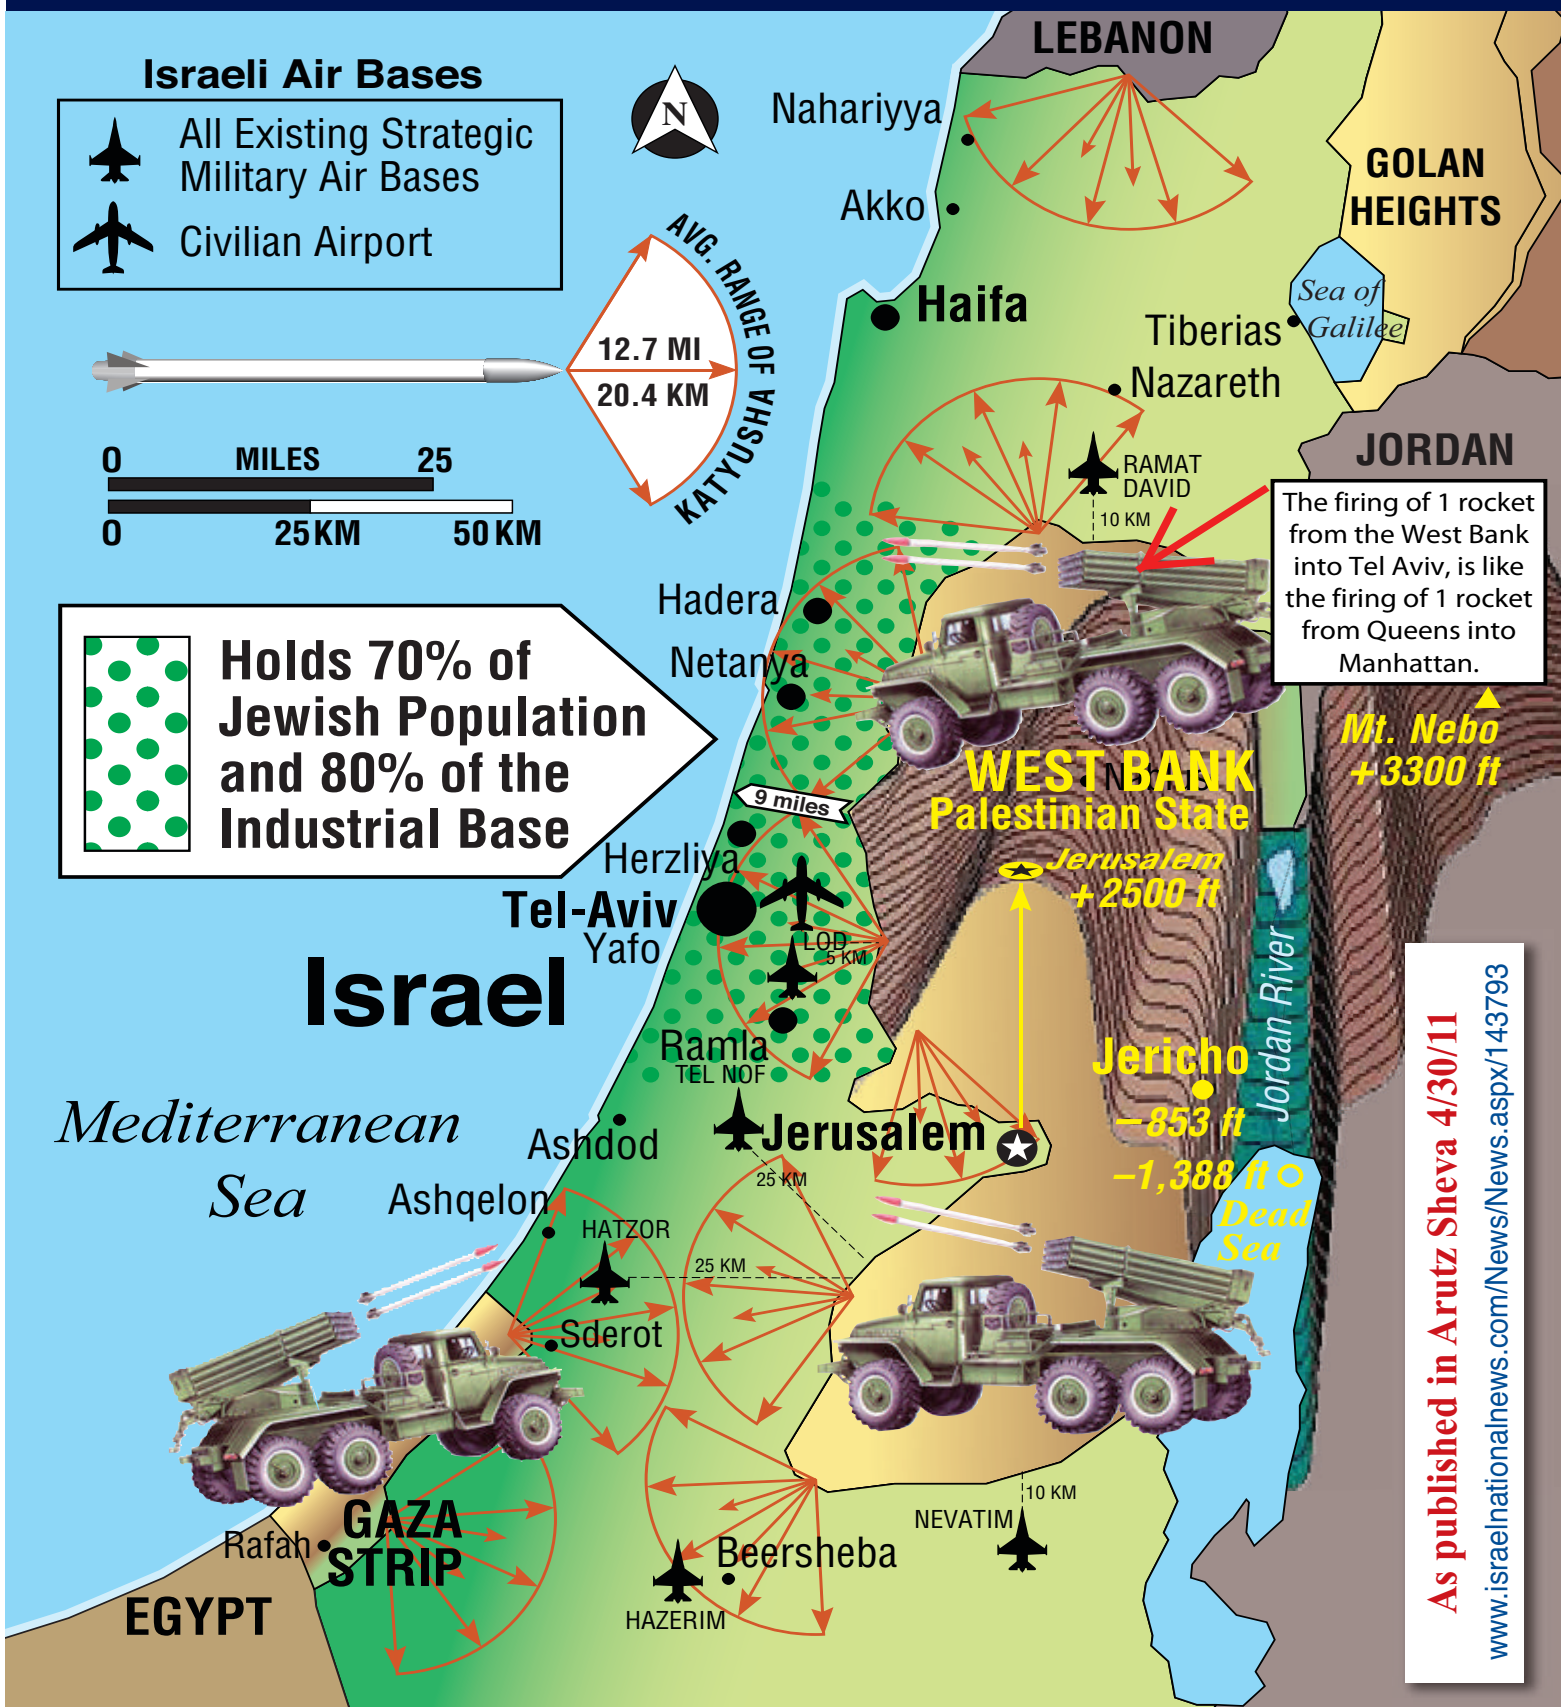 LEBANON
Israeli Air Bases
All Existing Strategic
Military Air Bases
Civilian Airport
N
Nahariyya
Akko
GOLAN
HEIGHTS
Haifa
Sea of
Galilee
Tiberias
Nazareth
AVG. RANGE OF
KATYUSHA
12.7 MI
20.4 KM
0 MILES 25
0 25 KM 50 KM
JORDAN
RAMAT
DAVID
10 KM
The firing of 1 rocket
from the West Bank
into Tel Aviv, is like
the firing of 1 rocket
from Queens into
Manhattan.
Hadera
Netanya
Holds 70% of
Jewish Population
and 80% of the
Industrial Base
Mt. Nebo
+3300 ft
WEST BANK
Palestinian State
9 miles
Herzliya
Jerusalem
+2500 ft
Tel-Aviv
Yafo
LOD
5 KM
Israel
Jordan River
Ramla
TEL NOF
Jericho
–853 ft
Mediterranean
Sea
Ashdod
Jerusalem
–1,388 ft
Dead
Sea
25 KM
Ashqelon
HATZOR
25 KM
Sderot
GAZA
STRIP
Rafah
EGYPT
NEVATIM
10 KM
Beersheba
HAZERIM
As published in Arutz Sheva 4/30/11
www.israelnationalnews.com/News/News.aspx/1437793